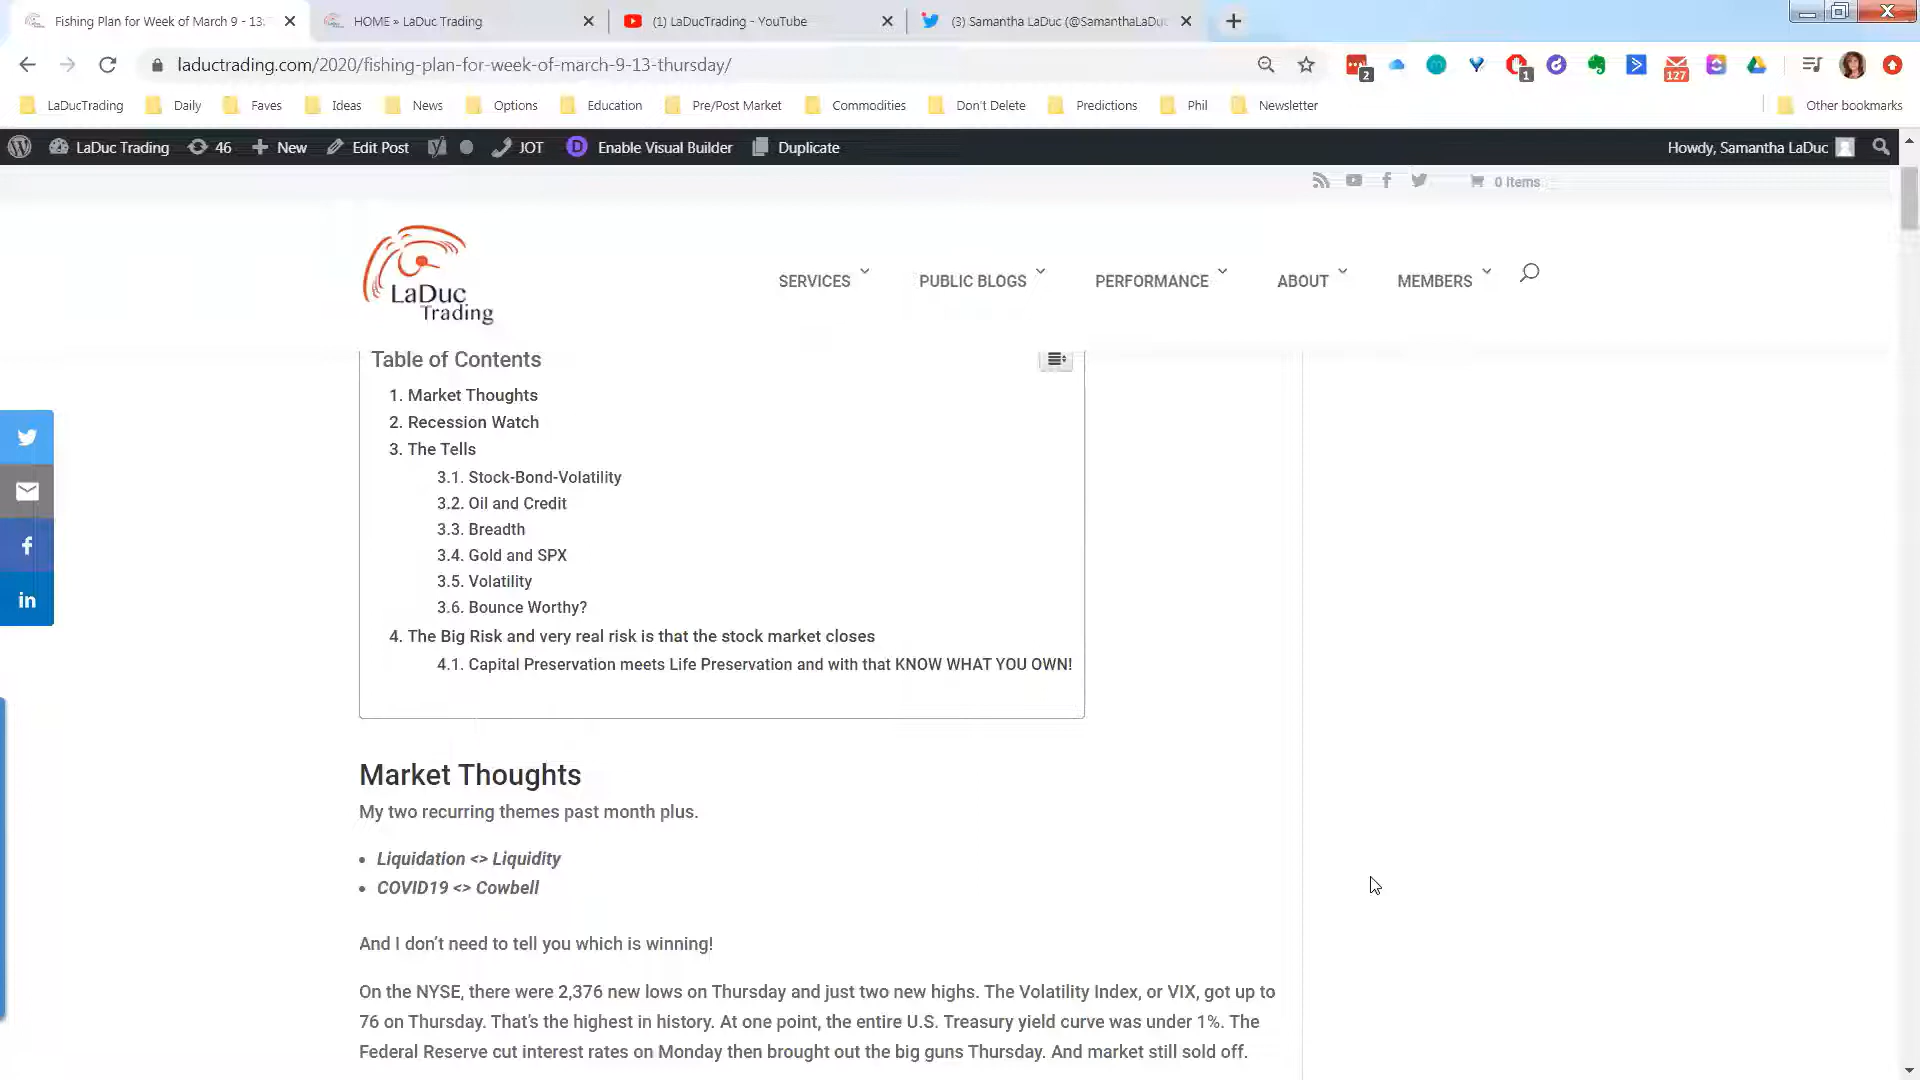 Fishing Plan for Week of March 9 - 13
HOME » LaDuc Trading
(1) LaDucTrading - YouTube
(3) Samantha LaDuc (@SamanthaLaDu
laductrading.com/2020/fishing-plan-for-week-of-march-9-13-thursday/
2
1
127
LaDucTrading
Daily
Faves
Ideas
News
Options
Education
Pre/Post Market
Commodities
Don't Delete
Predictions
Phil
Newsletter
Other bookmarks
LaDuc Trading
46
New
Edit Post
JOT
D
Enable Visual Builder
Duplicate
Howdy, Samantha LaDuc
0 Items
LaDuc
Trading
SERVICES
PUBLIC BLOGS
PERFORMANCE
ABOUT
MEMBERS
Table of Contents
1. Market Thoughts
2. Recession Watch
3. The Tells
3.1. Stock-Bond-Volatility
3.2. Oil and Credit
3.3. Breadth
3.4. Gold and SPX
3.5. Volatility
3.6. Bounce Worthy?
4. The Big Risk and very real risk is that the stock market closes
4.1. Capital Preservation meets Life Preservation and with that KNOW WHAT YOU OWN!
Market Thoughts
My two recurring themes past month plus.
• Liquidation <> Liquidity
• COVID19 <> Cowbell
And I don't need to tell you which is winning!
On the NYSE, there were 2,376 new lows on Thursday and just two new highs. The Volatility Index, or VIX, got up to
76 on Thursday. That's the highest in history. At one point, the entire U.S. Treasury yield curve was under 1%. The
Federal Reserve cut interest rates on Monday then brought out the big guns Thursday. And market still sold off.